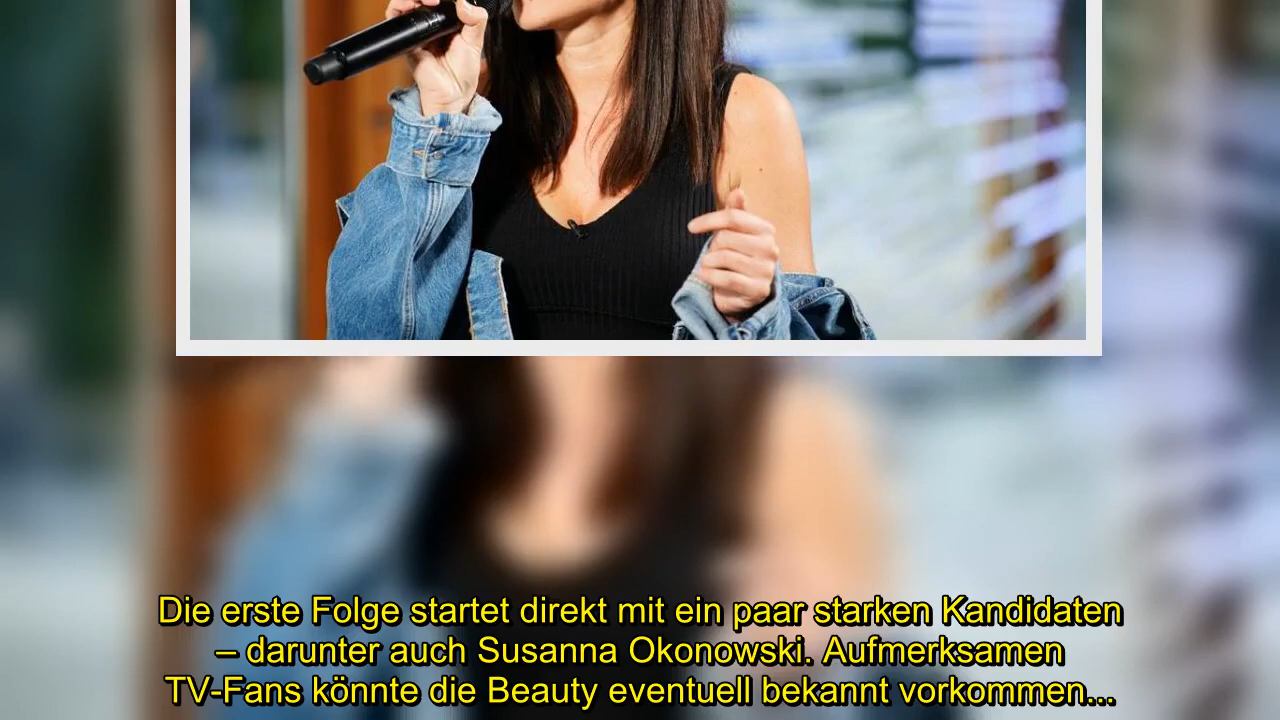 Die erste Folge startet direkt mit ein paar starken Kandidaten
– darunter auch Susanna Okonowski. Aufmerksamen
TV-Fans könnte die Beauty eventuell bekannt vorkommen...